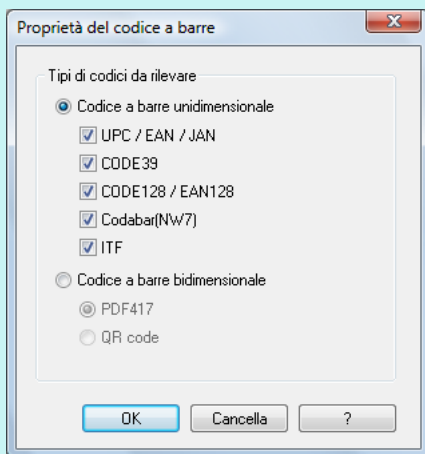 Proprietà del codice a barre
Tipi di codici da rilevare
Codice a barre unidimensionale
UPC / EAN / JAN
CODE39
CODE128 / EAN128
Codabar(NW7)
ITF
Codice a barre bidimensionale
PDF417
QR code
OK Cancella ?